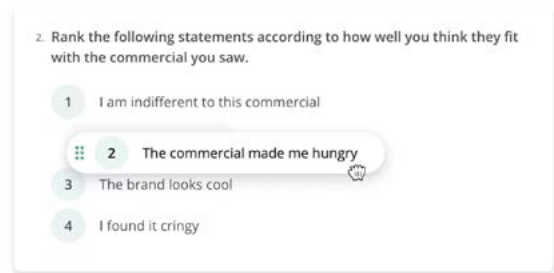 2. Rank the following statements according to how well you think they fit
with the commercial you saw.
1 I am indifferent to this commercial
2 The commercial made me hungry
3 The brand looks cool
4 I found it cringy